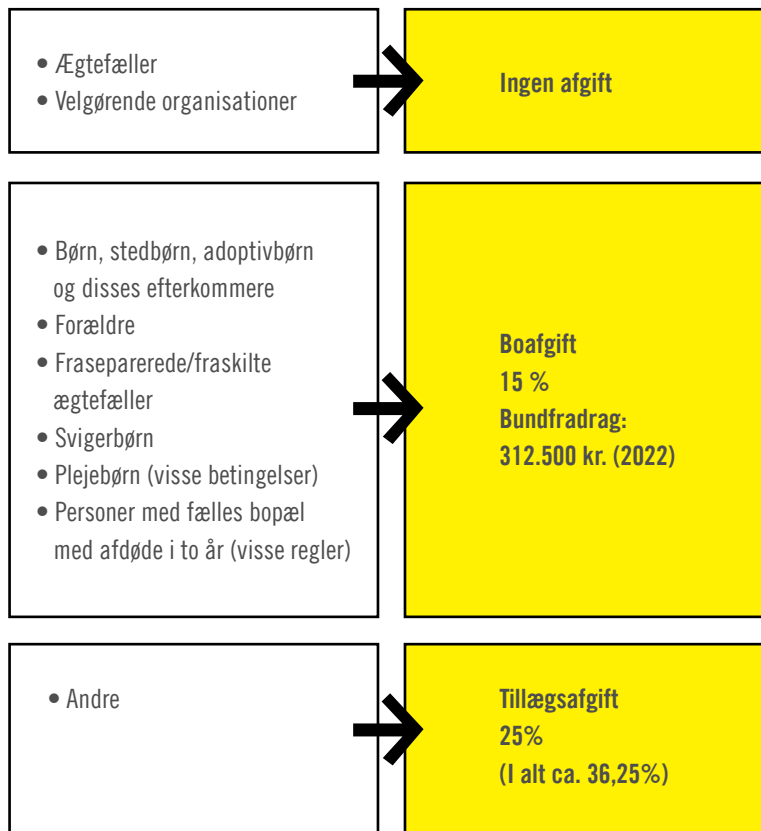 • Ægtefæller
• Velgørende organisationer
Ingen afgift
• Børn, stedbørn, adoptivbørn
og disses efterkommere
• Forældre
• Fraseparerede/fraskilte
ægtefæller
• Svigerbørn
• Plejebørn (visse betingelser)
• Personer med fælles bopæl
med afdøde i to år (visse regler)
Boafgift
15 %
Bundfradrag:
312.500 kr. (2022)
• Andre
Tillægsafgift
25%
(I alt ca. 36,25%)